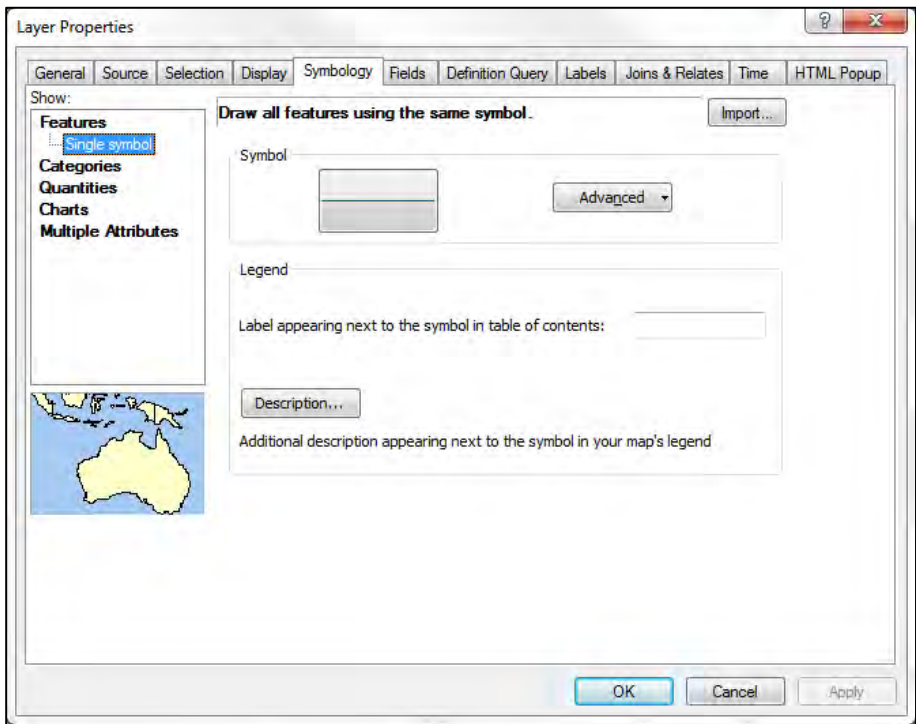 Layer Properties
General Source Selection Display Symbology Fields Definition Query Labels Joins & Relates Time HTML Popup
Show:
Features
Single symbol
Categories
Quantities
Charts
Multiple Attributes
Draw all features using the same symbol.
Import...
Symbol
Advanced
Legend
Label appearing next to the symbol in table of contents:
Description...
Additional description appearing next to the symbol in your map's legend
OK Cancel Apply